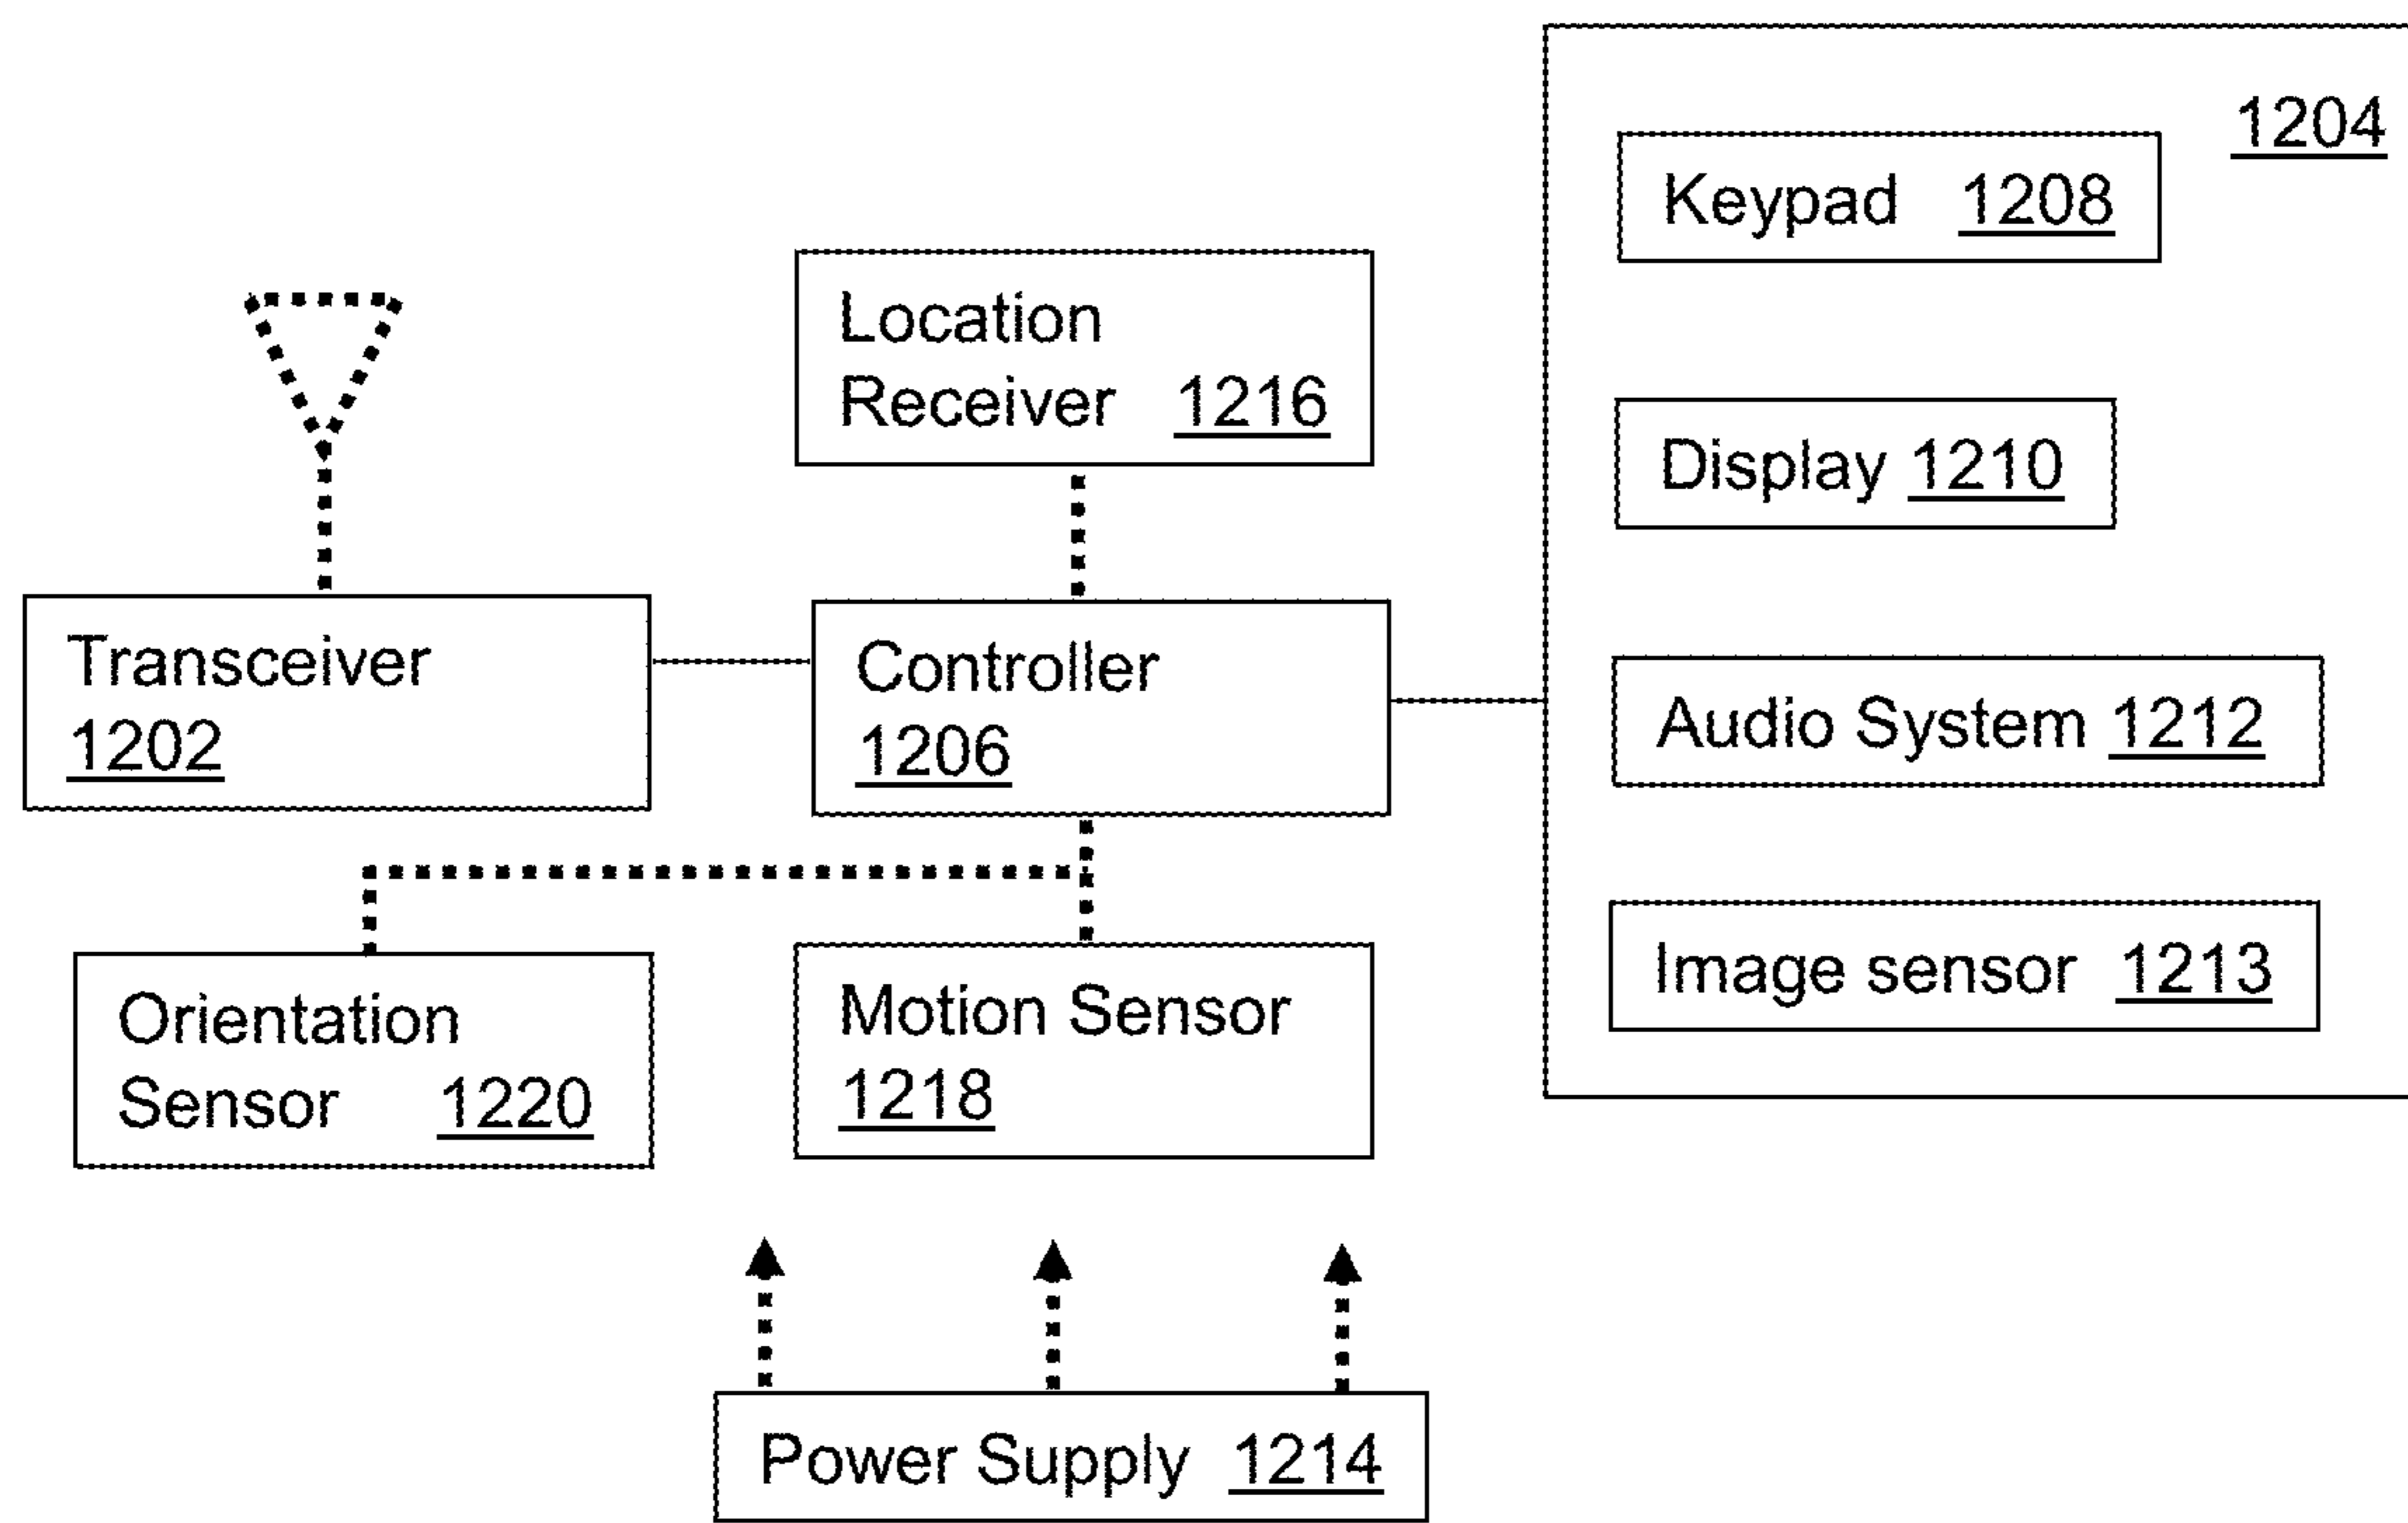 1204
Keypad 1208
Location
Receiver 1216
Display 1210
Transceiver
1202
Controller
1206
Audio System 1212
Image sensor 1213
Orientation
Sensor 1220
Motion Sensor
1218
Power Supply 1214